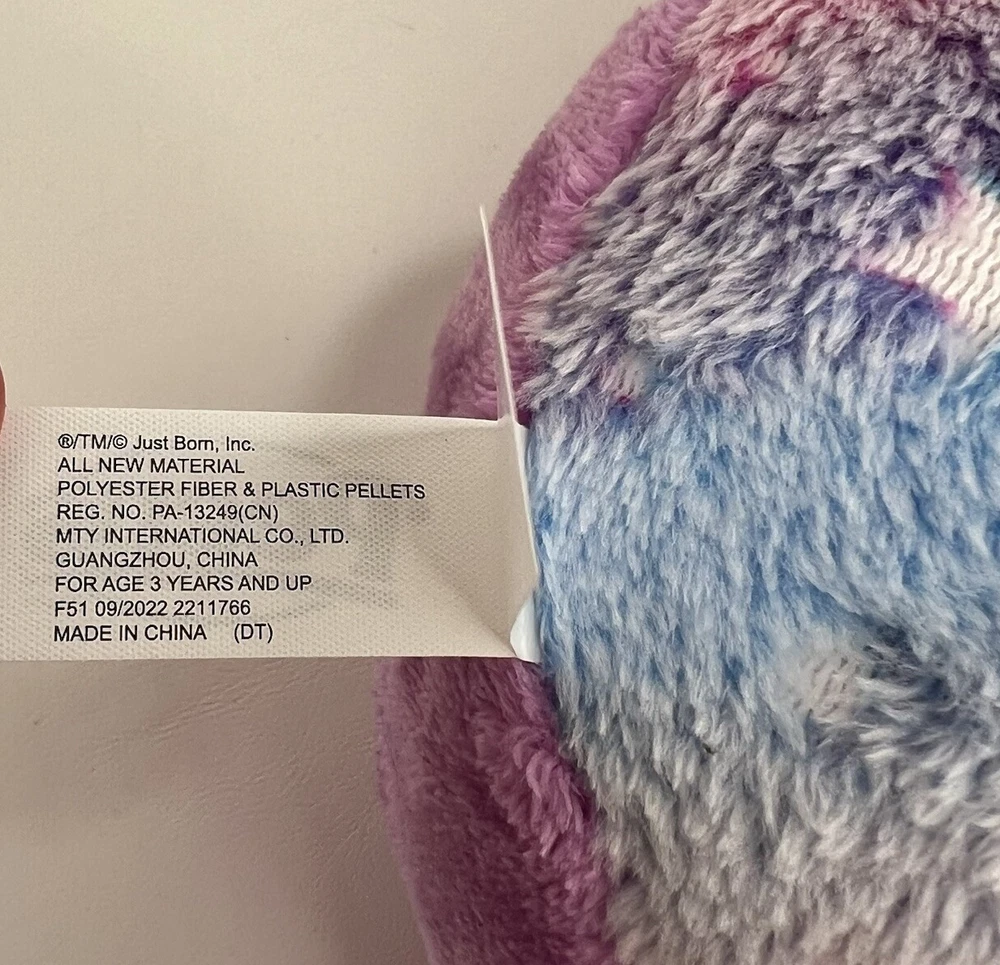 ®/TM/© Just Born, Inc.
ALL NEW MATERIAL
POLYESTER FIBER & PLASTIC PELLETS
REG. NO. PA-13249(CN)
MTY INTERNATIONAL CO., LTD.
GUANGZHOU, CHINA
FOR AGE 3 YEARS AND UP
F51 09/2022 2211766
MADE IN CHINA (DT)